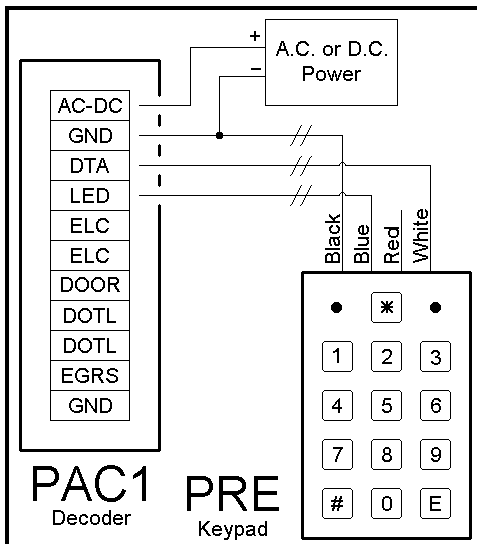 +
A.C. or D.C.
Power
−
AC-DC
GND
DTA
LED
ELC
ELC
DOOR
DOTL
DOTL
EGRS
GND
Black
Blue
Red
White
*
1 2 3
4 5 6
7 8 9
# 0 E
PAC1
Decoder
PRE
Keypad